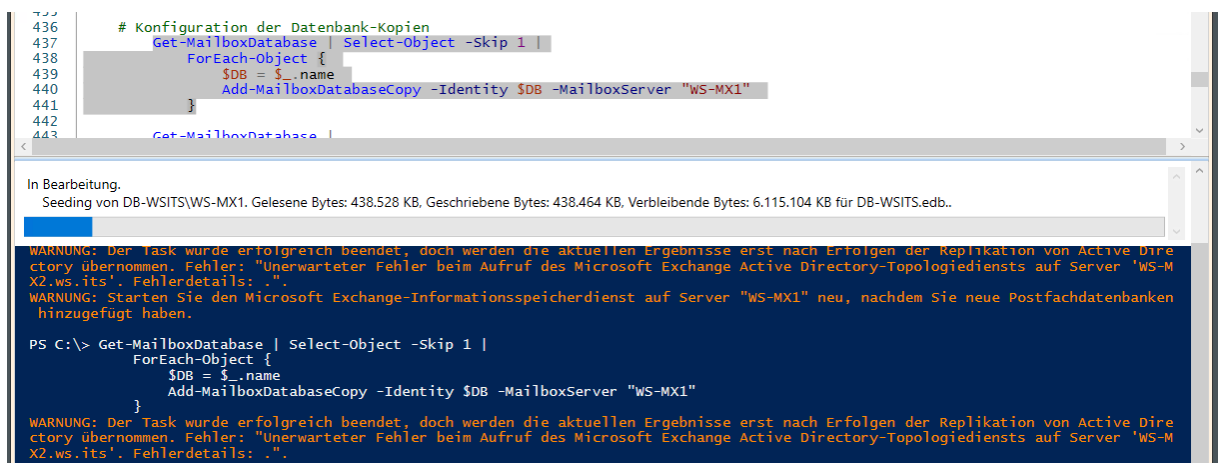 435
436 # Konfiguration der Datenbank-Kopien
437 Get-MailboxDatabase | Select-Object -Skip 1 |
438 ForEach-Object {
439 $DB = $_.name
440 Add-MailboxDatabaseCopy -Identity $DB -MailboxServer "WS-MX1"
441 }
442
443 Get-MailboxDatabase |
In Bearbeitung.
Seeding von DB-WSITS\WS-MX1. Gelesene Bytes: 438.528 KB, Geschriebene Bytes: 438.464 KB, Verbleibende Bytes: 6.115.104 KB für DB-WSITS.edb..
WARNUNG: Der Task wurde erfolgreich beendet, doch werden die aktuellen Ergebnisse erst nach Erfolgen der Replikation von Active Dire
ctory übernommen. Fehler: "Unerwarteter Fehler beim Aufruf des Microsoft Exchange Active Directory-Topologiediensts auf Server 'WS-M
X2.ws.its'. Fehlerdetails: .".
WARNUNG: Starten Sie den Microsoft Exchange-Informationsspeicherdienst auf Server "WS-MX1" neu, nachdem Sie neue Postfachdatenbanken
hinzugefügt haben.
PS C:\> Get-MailboxDatabase | Select-Object -Skip 1 |
ForEach-Object {
$DB = $_.name
Add-MailboxDatabaseCopy -Identity $DB -MailboxServer "WS-MX1"
}
WARNUNG: Der Task wurde erfolgreich beendet, doch werden die aktuellen Ergebnisse erst nach Erfolgen der Replikation von Active Dire
ctory übernommen. Fehler: "Unerwarteter Fehler beim Aufruf des Microsoft Exchange Active Directory-Topologiediensts auf Server 'WS-M
X2.ws.its'. Fehlerdetails: .".